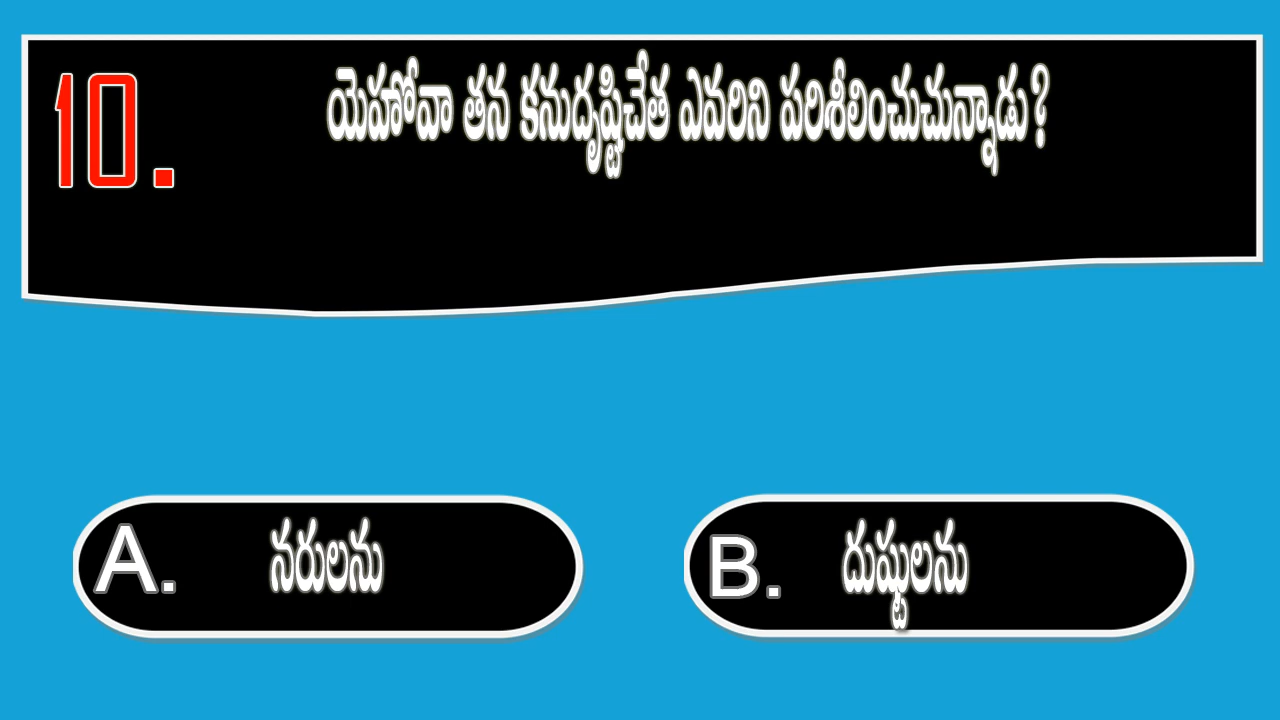 10. యెహోవా తన కనుదృష్టిచేత ఎవరిని పరిశీలించుచున్నాడు?
A. నరులను
B. దుష్టులను